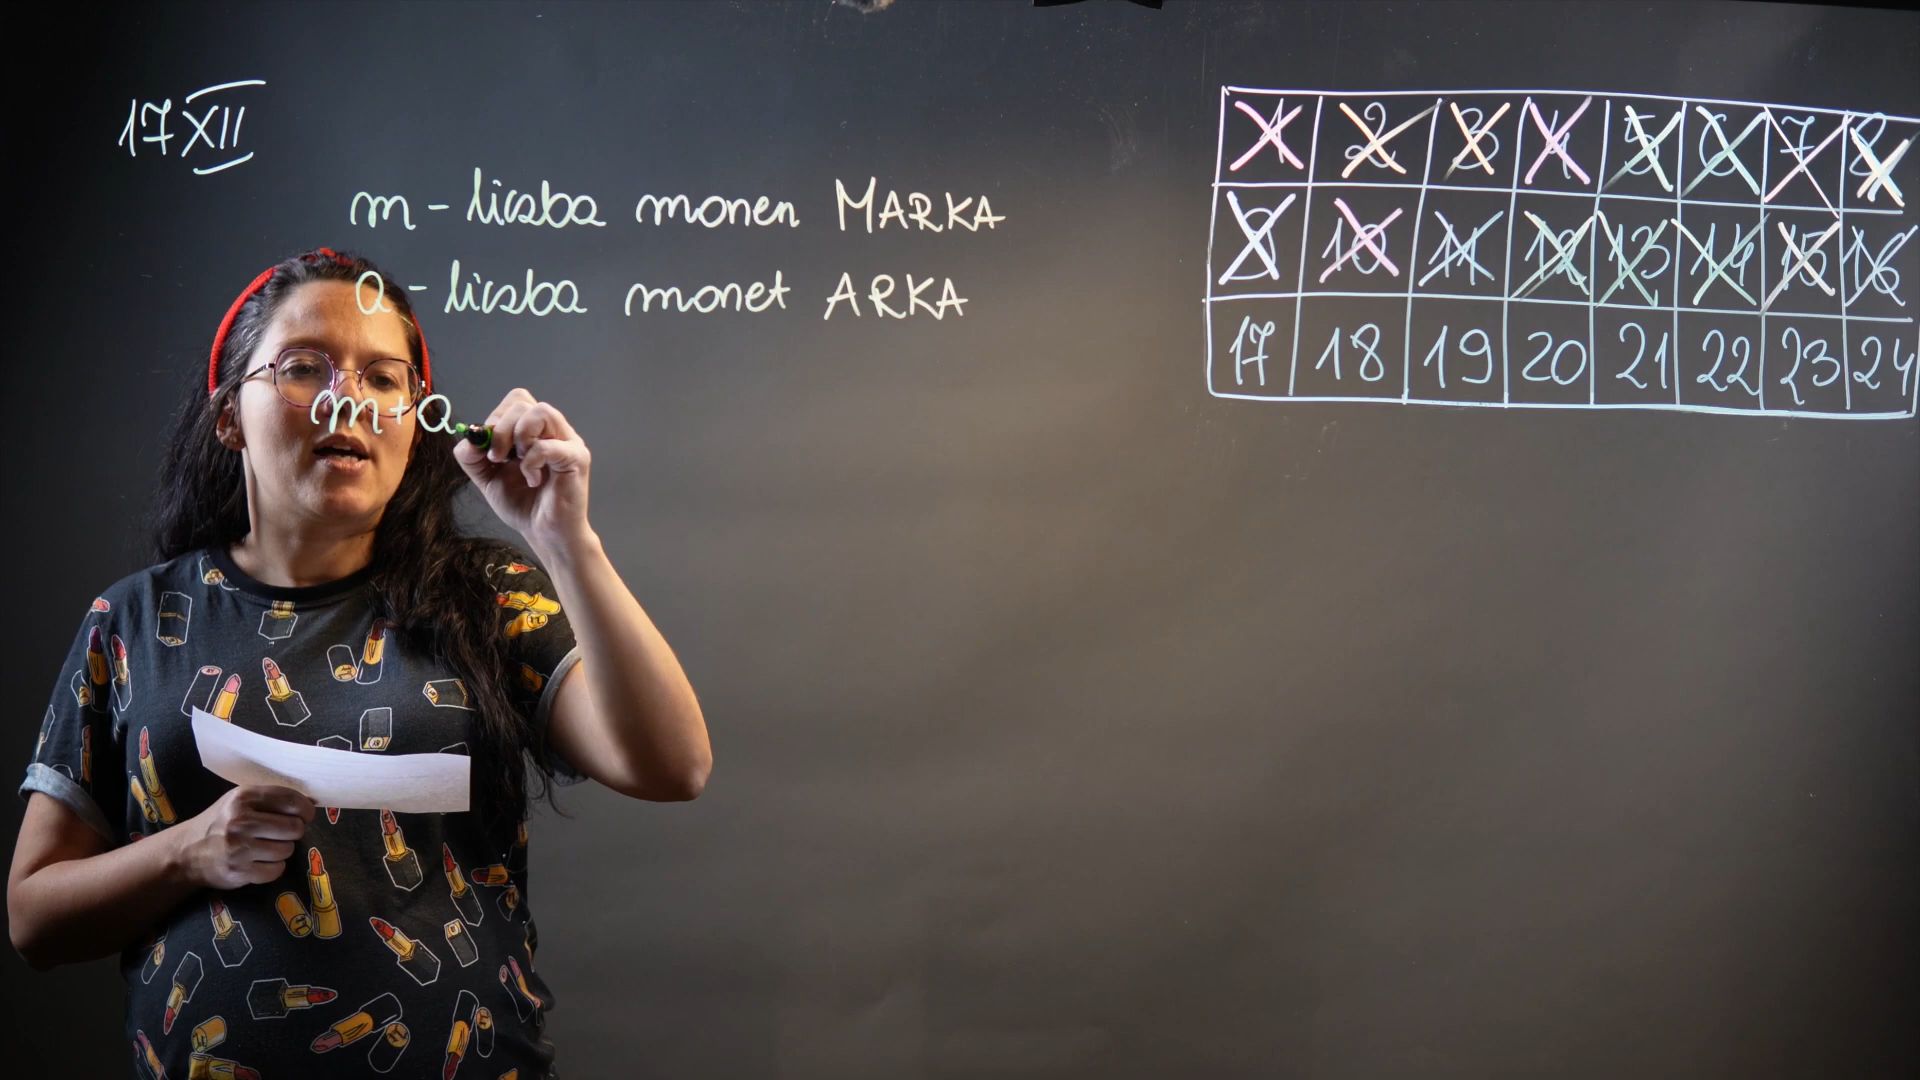 17 XII
m - liczba monen MARKA
a - liczba monet ARKA
m+a
1 2 3 4 5 6 7 8
9 10 11 12 13 14 15 16
17 18 19 20 21 22 23 24